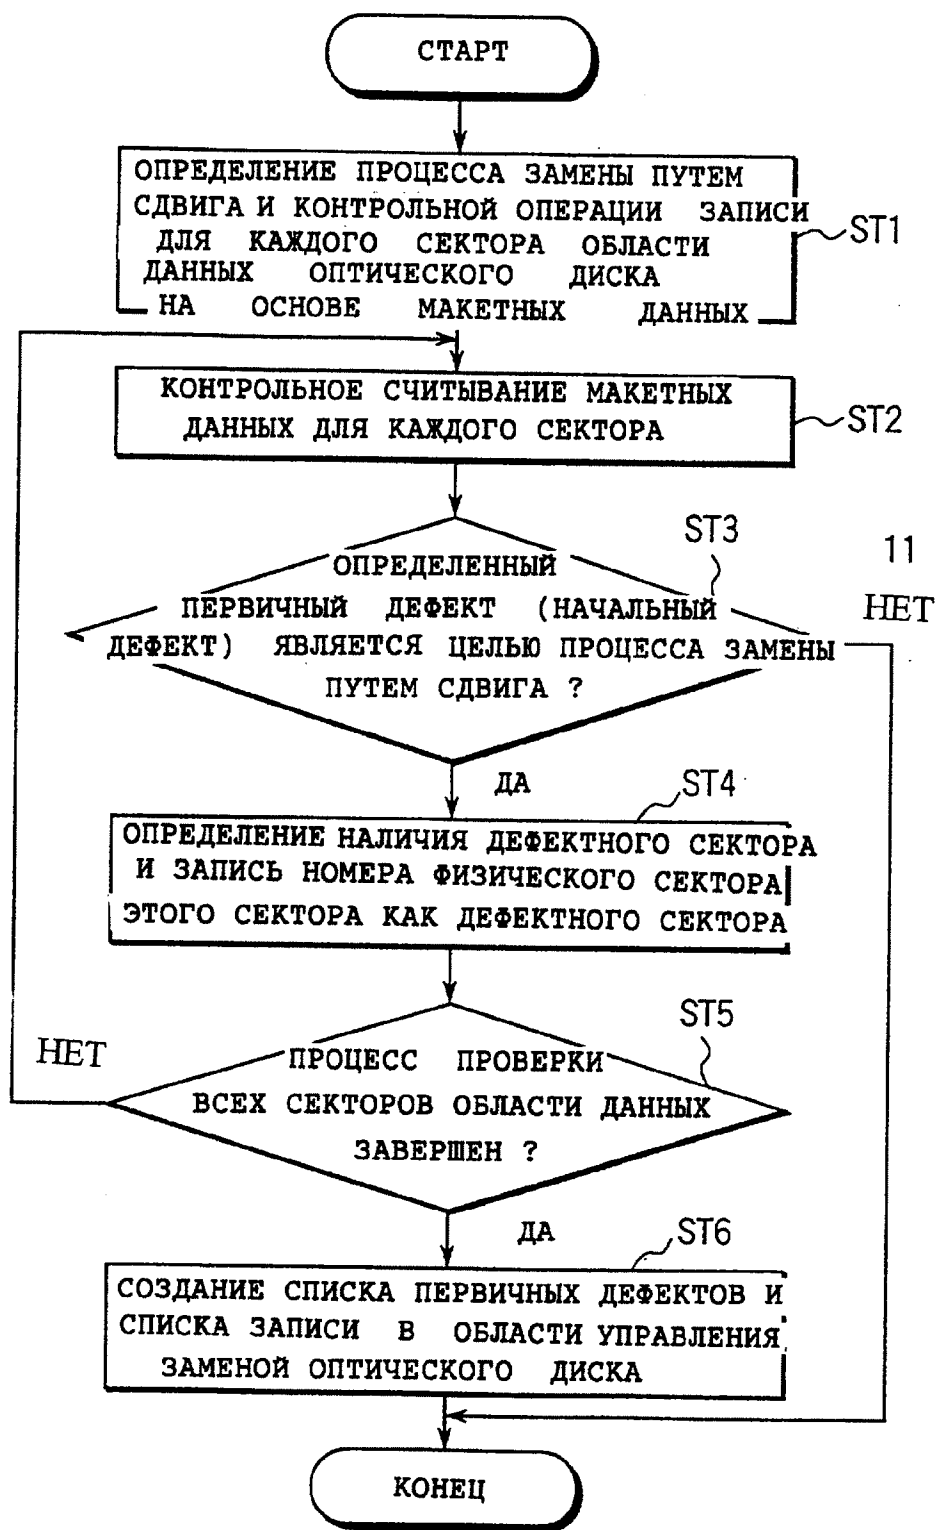 СТАРТ
ОПРЕДЕЛЕНИЕ ПРОЦЕССА ЗАМЕНЫ ПУТЕМ
СДВИГА И КОНТРОЛЬНОЙ ОПЕРАЦИИ ЗАПИСИ
ДЛЯ КАЖДОГО СЕКТОРА ОБЛАСТИ
ДАННЫХ ОПТИЧЕСКОГО ДИСКА
НА ОСНОВЕ МАКЕТНЫХ ДАННЫХ
ST1
КОНТРОЛЬНОЕ СЧИТЫВАНИЕ МАКЕТНЫХ
ДАННЫХ ДЛЯ КАЖДОГО СЕКТОРА
ST2
ST3
11
НЕТ
ОПРЕДЕЛЕННЫЙ
ПЕРВИЧНЫЙ ДЕФЕКТ (НАЧАЛЬНЫЙ
ДЕФЕКТ) ЯВЛЯЕТСЯ ЦЕЛЬЮ ПРОЦЕССА ЗАМЕНЫ
ПУТЕМ СДВИГА ?
ДА
ST4
ОПРЕДЕЛЕНИЕ НАЛИЧИЯ ДЕФЕКТНОГО СЕКТОРА
И ЗАПИСЬ НОМЕРА ФИЗИЧЕСКОГО СЕКТОРА
ЭТОГО СЕКТОРА КАК ДЕФЕКТНОГО СЕКТОРА
ST5
НЕТ
ПРОЦЕСС ПРОВЕРКИ
ВСЕХ СЕКТОРОВ ОБЛАСТИ ДАННЫХ
ЗАВЕРШЕН ?
ДА
ST6
СОЗДАНИЕ СПИСКА ПЕРВИЧНЫХ ДЕФЕКТОВ И
СПИСКА ЗАПИСИ В ОБЛАСТИ УПРАВЛЕНИЯ
ЗАМЕНОЙ ОПТИЧЕСКОГО ДИСКА
КОНЕЦ